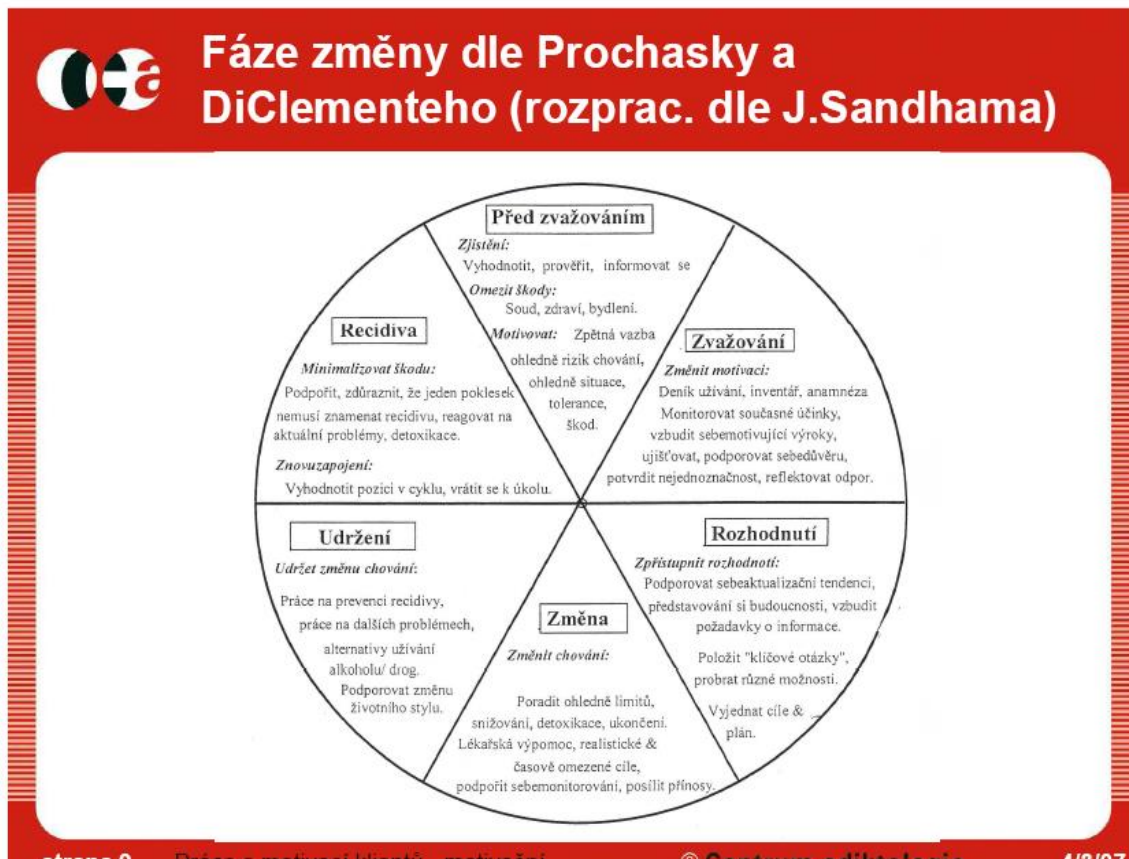 Fáze změny dle Prochasky a
DiClementeho (rozprac. dle J.Sandhama)
Před zvažováním
Zjistění:
Vyhodnotit, prověřit, informovat se
Omezit škody:
Soud, zdraví, bydlení.
Motivovat: Zpětná vazba
ohledně rizik chování,
ohledně situace,
tolerance,
škod.
Zvažování
Změnit motivaci:
Deník užívání, inventář, anamnéza
Monitorovat současné účinky,
vzbudit sebemotivující výroky,
ujišťovat, podporovat sebedůvěru,
potvrdit nejednoznačnost, reflektovat odpor.
Rozhodnutí
Zpřístupnit rozhodnotí:
Podporovat sebeaktualizační tendenci,
představování si budoucnosti, vzbudit
požadavky o informace.
Položit "klíčové otázky",
probrat různé možnosti.
Vyjednat cíle &
plán.
Změna
Změnit chování:
Poradit ohledně limitů,
snižování, detoxikace, ukončení.
Lékařská výpomoc, realistické &
časově omezené cíle,
podpořit sebemonitorování, posílit přínosy.
Udržení
Udržet změnu chování:
Práce na prevenci recidivy,
práce na dalších problémech,
alternativy užívání
alkoholu/ drog.
Podporovat změnu
životního stylu.
Recidiva
Minimalizovat škodu:
Podpořit, zdůraznit, že jeden poklesek
nemusí znamenat recidivu, reagovat na
aktuální problémy, detoxikace.
Znovuzapojení:
Vyhodnotit pozici v cyklu, vrátit se k úkolu.